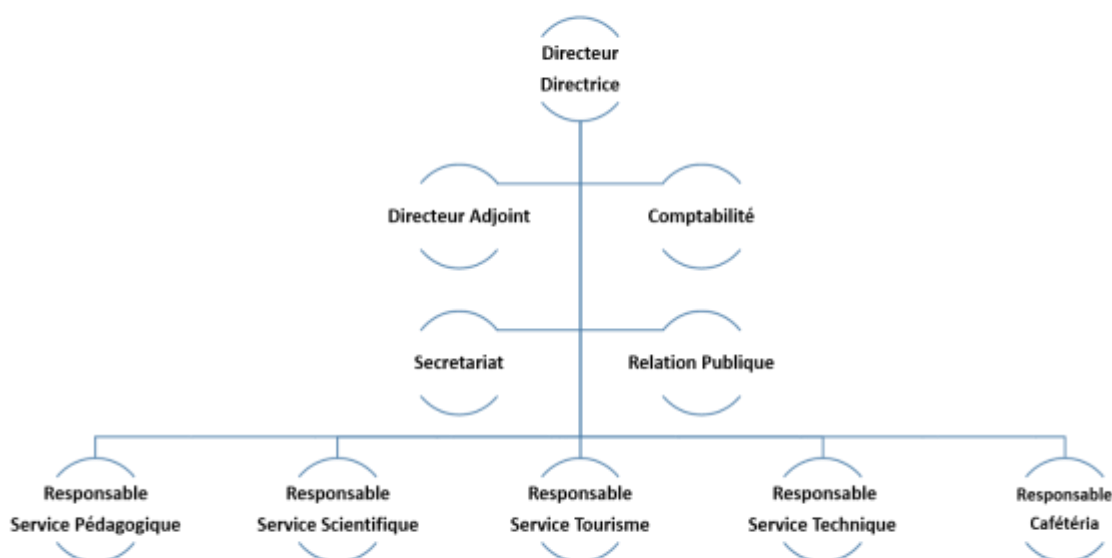 Directeur
Directrice
Directeur Adjoint
Comptabilité
Secretariat
Relation Publique
Responsable
Service Pédagogique
Responsable
Service Scientifique
Responsable
Service Tourisme
Responsable
Service Technique
Responsable
Cafétéria